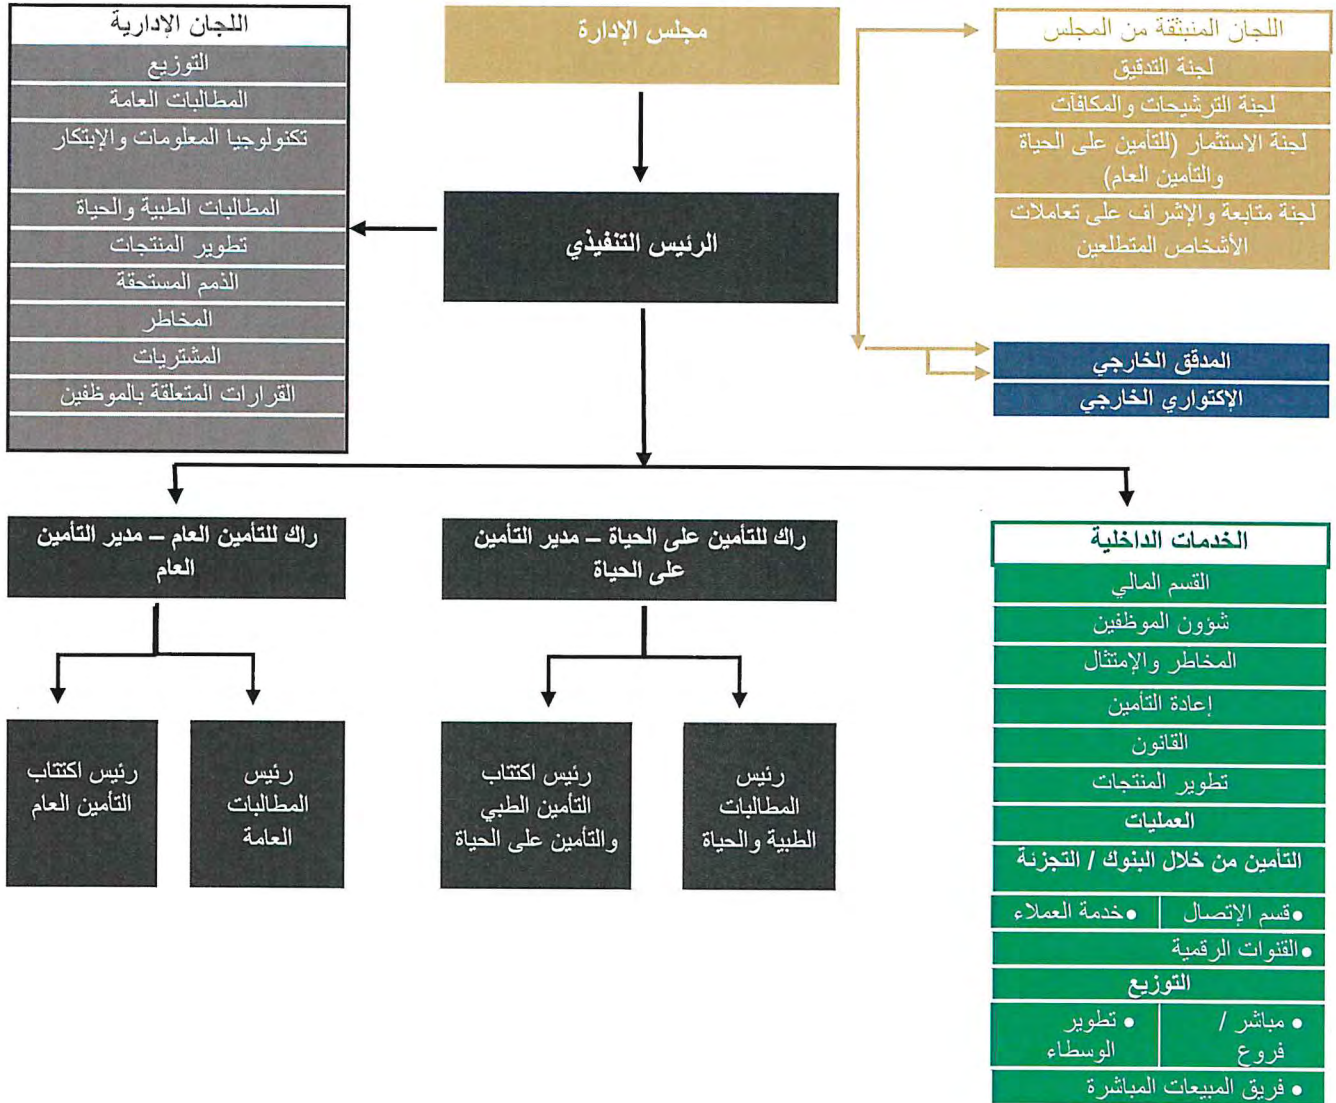 اللجان الإدارية
التوزيع
المطالبات العامة
تكنولوجيا المعلومات والإبتكار
المطالبات الطبية والحياة
تطوير المنتجات
الذمم المستحقة
المخاطر
المشتريات
القرارات المتعلقة بالموظفين
مجلس الإدارة
الرئيس التنفيذي
اللجان المنبثقة من المجلس
لجنة التدقيق
لجنة الترشيحات والمكافآت
لجنة الاستثمار (للتأمين على الحياة
والتأمين العام)
لجنة متابعة والإشراف على تعاملات
الأشخاص المتطلعين
المدقق الخارجي
الإكتواري الخارجي
راك للتأمين العام – مدير التأمين
العام
رئيس اكتتاب
التأمين العام
رئيس
المطالبات
العامة
راك للتأمين على الحياة – مدير التأمين
على الحياة
رئيس اكتتاب
التأمين الطبي
والتأمين على الحياة
رئيس
المطالبات
الطبية والحياة
الخدمات الداخلية
القسم المالي
شؤون الموظفين
المخاطر والإمتثال
إعادة التأمين
القانون
تطوير المنتجات
العمليات
التأمين من خلال البنوك / التجزئة
• قسم الإتصال
• خدمة العملاء
• القنوات الرقمية
التوزيع
• مباشر /
فروع
• تطوير
الوسطاء
• فريق المبيعات المباشرة